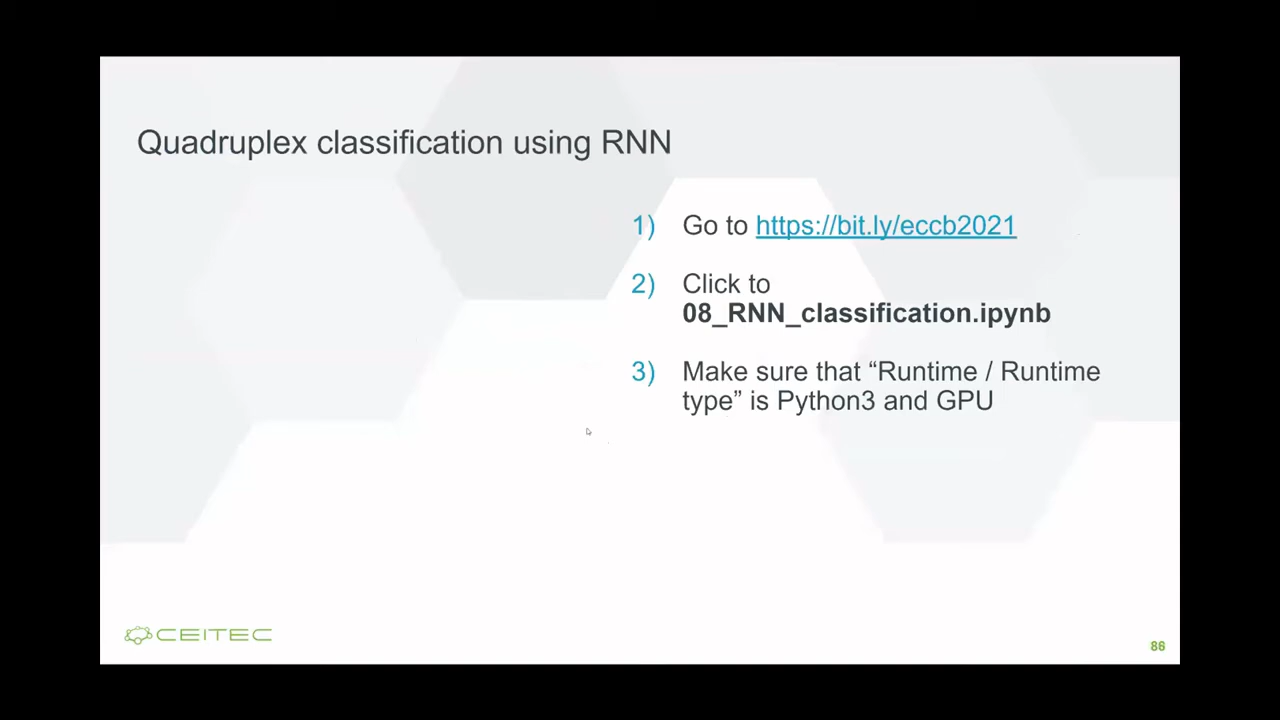 Quadruplex classification using RNN
1) Go to https://bit.ly/eccb2021
2) Click to
08_RNN_classification.ipynb
3) Make sure that “Runtime / Runtime
type” is Python3 and GPU
CEITEC
86